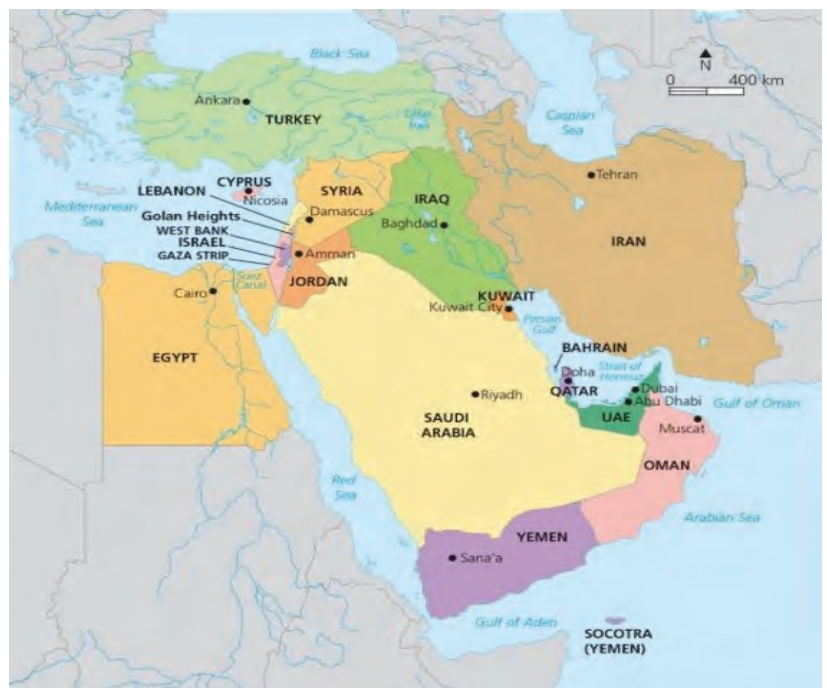 Black Sea
N
0 400 km
Ankara
TURKEY
Caspian
Sea
Tehran
CYPRUS
Nicosia
LEBANON
SYRIA
IRAQ
Mediterranean
Sea
Golan Heights
Damascus
Baghdad
WEST BANK
ISRAEL
GAZA STRIP
Amman
IRAN
Suez
Canal
JORDAN
Cairo
KUWAIT
Kuwait City
Persian
Gulf
EGYPT
BAHRAIN
Strait of
Hormuz
Doha
QATAR
Dubai
Abu Dhabi
Gulf of Oman
Riyadh
SAUDI
ARABIA
UAE
Muscat
OMAN
Red
Sea
Arabian Sea
YEMEN
Sana'a
Gulf of Aden
SOCOTRA
(YEMEN)